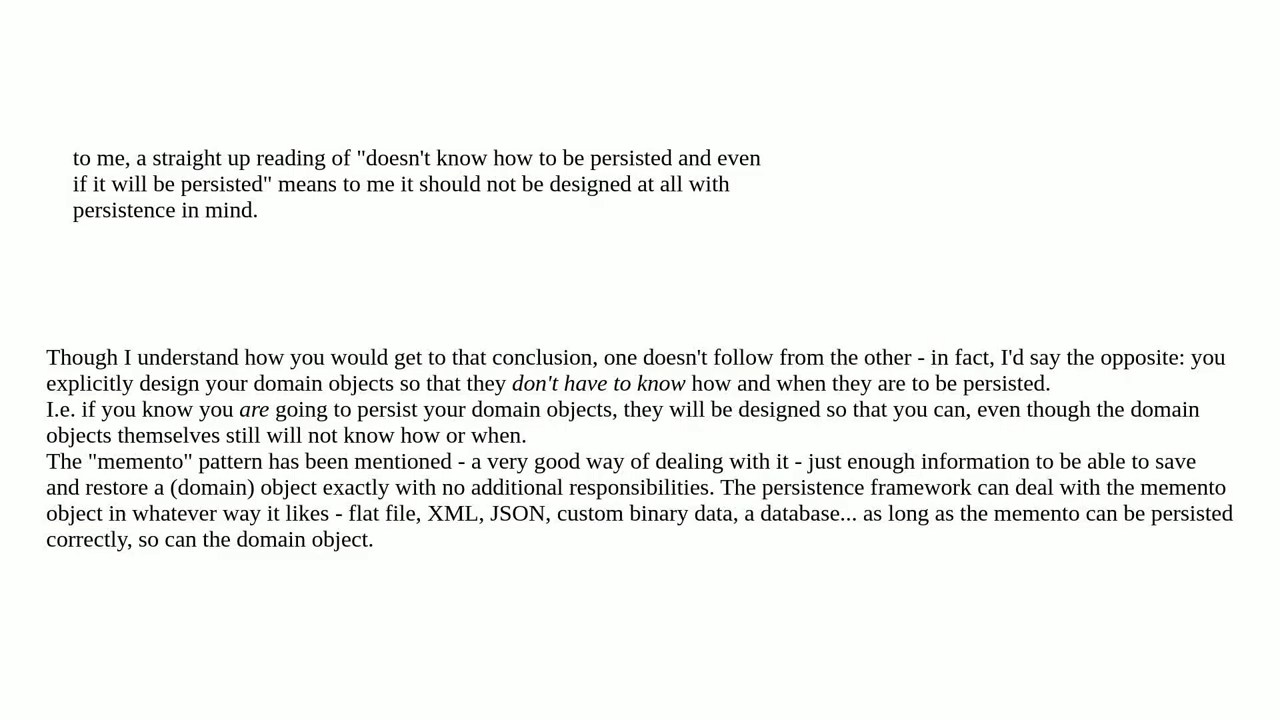 to me, a straight up reading of "doesn't know how to be persisted and even
if it will be persisted" means to me it should not be designed at all with
persistence in mind.
Though I understand how you would get to that conclusion, one doesn't follow from the other - in fact, I'd say the opposite: you
explicitly design your domain objects so that they don't have to know how and when they are to be persisted.
I.e. if you know you are going to persist your domain objects, they will be designed so that you can, even though the domain
objects themselves still will not know how or when.
The "memento" pattern has been mentioned - a very good way of dealing with it - just enough information to be able to save
and restore a (domain) object exactly with no additional responsibilities. The persistence framework can deal with the memento
object in whatever way it likes - flat file, XML, JSON, custom binary data, a database... as long as the memento can be persisted
correctly, so can the domain object.